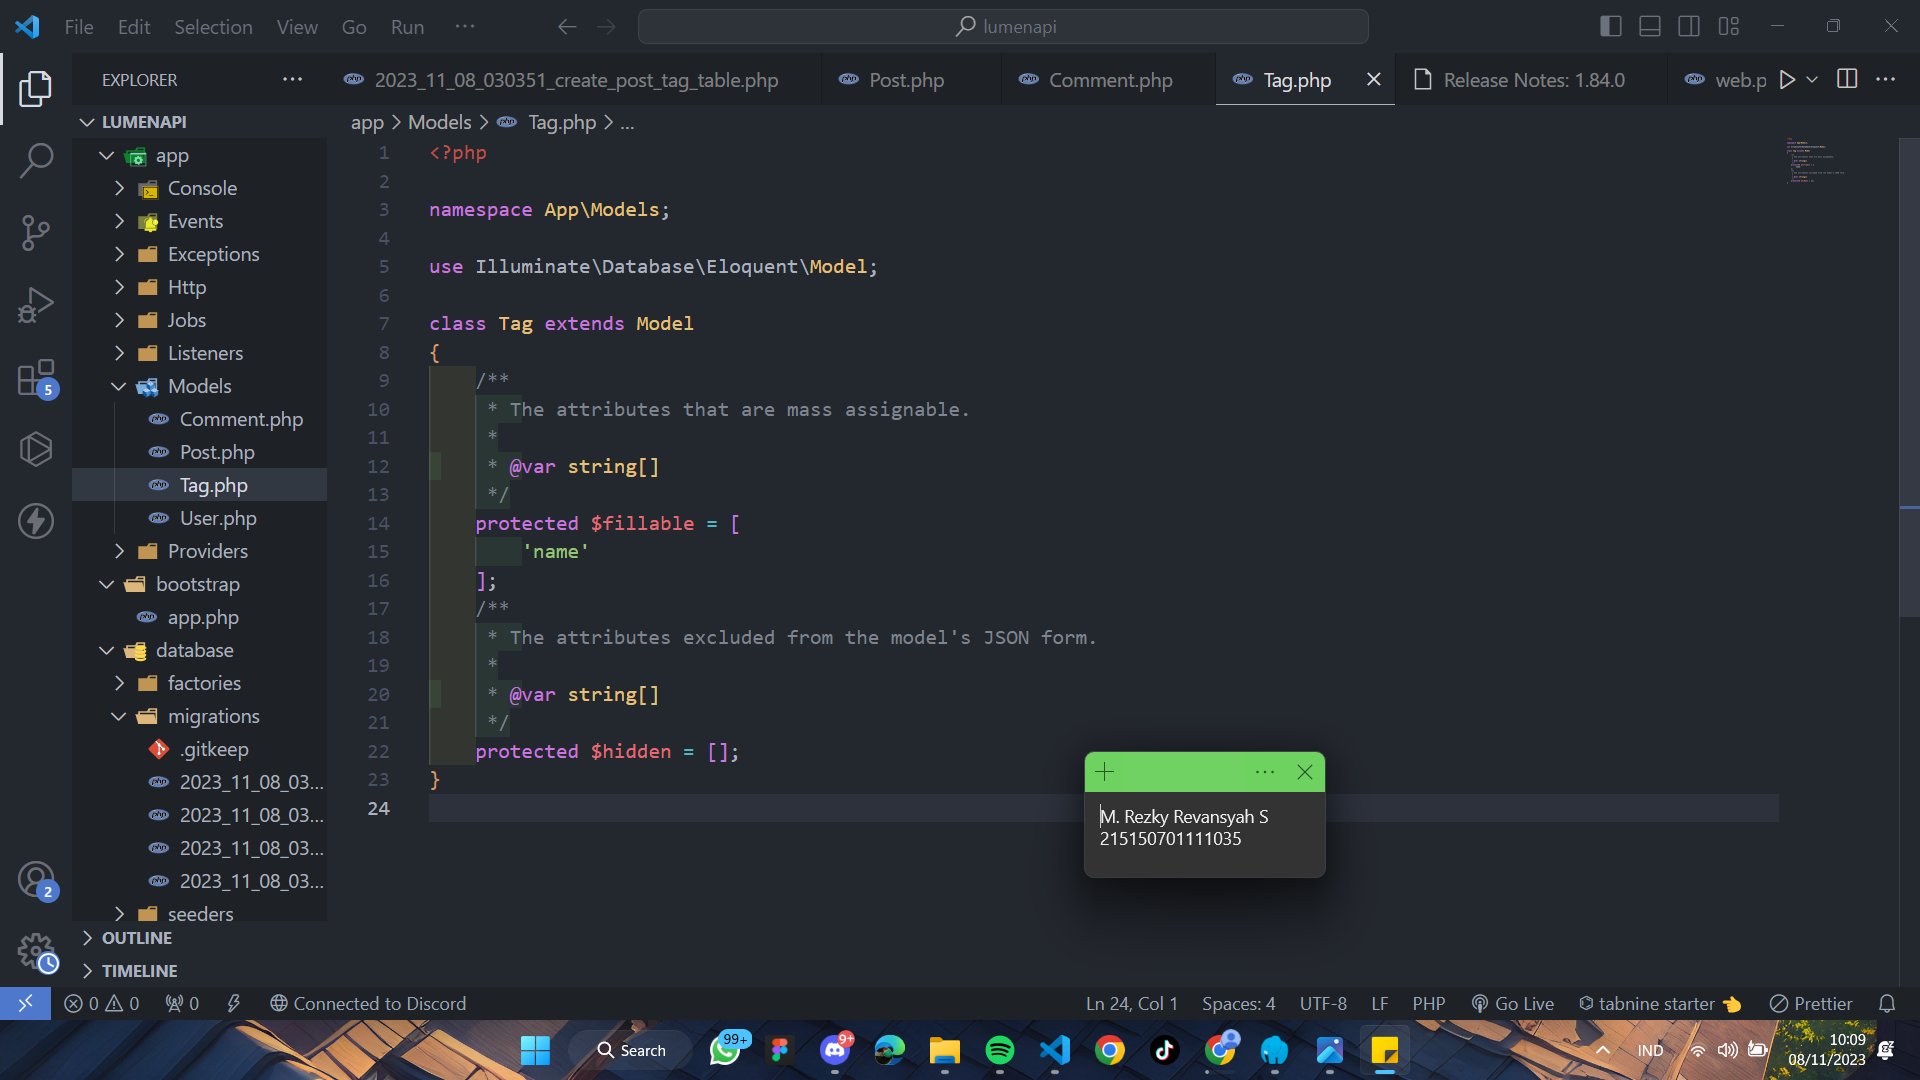 File Edit Selection View Go Run ···
lumenapi
EXPLORER ···
2023_11_08_030351_create_post_tag_table.php
Post.php
Comment.php
Tag.php
Release Notes: 1.84.0
web.p
LUMENAPI
app
Console
Events
Exceptions
Http
Jobs
Listeners
Models
Comment.php
Post.php
Tag.php
User.php
Providers
bootstrap
app.php
database
factories
migrations
.gitkeep
2023_11_08_03...
2023_11_08_03...
2023_11_08_03...
2023_11_08_03...
seeders
OUTLINE
TIMELINE
5
2
app > Models > Tag.php > ...
1 <?php
2
3 namespace App\Models;
4
5 use Illuminate\Database\Eloquent\Model;
6
7 class Tag extends Model
8 {
9 /**
10 * The attributes that are mass assignable.
11 *
12 * @var string[]
13 */
14 protected $fillable = [
15 'name'
16 ];
17 /**
18 * The attributes excluded from the model's JSON form.
19 *
20 * @var string[]
21 */
22 protected $hidden = [];
23 }
24
M. Rezky Revansyah S
215150701111035
0 0 0 Connected to Discord
Ln 24, Col 1 Spaces: 4 UTF-8 LF PHP Go Live tabnine starter Prettier
Search
99+
9+
IND
10:09
08/11/2023